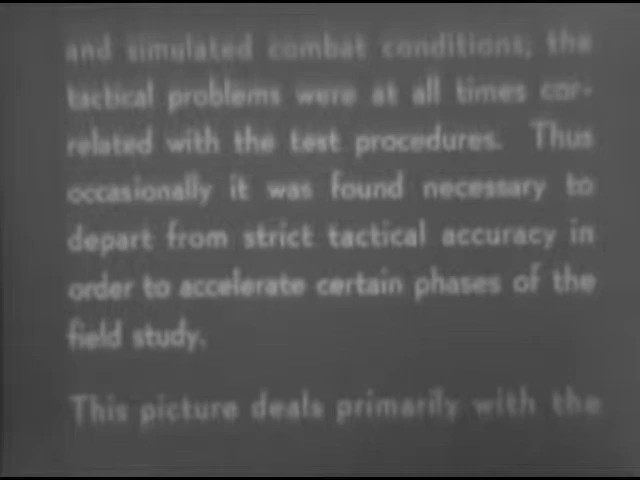 and simulated combat conditions, the
tactical problems were at all times cor-
related with the test procedures. Thus
occasionally it was found necessary to
depart from strict tactical accuracy in
order to accelerate certain phases of the
field study.
This picture deals primarily with the